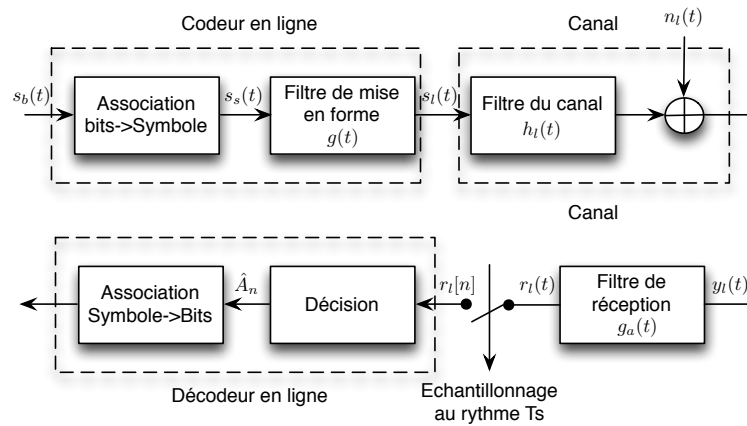 Codeur en ligne
Canal
n_l(t)
s_b(t)
Association
bits->Symbole
s_s(t)
Filtre de mise
en forme
g(t)
s_l(t)
Filtre du canal
h_l(t)
Canal
Association
Symbole->Bits
Â_n
Décision
r_l[n]
r_l(t)
Filtre de
réception
g_a(t)
y_l(t)
Décodeur en ligne
Echantillonnage
au rythme Ts